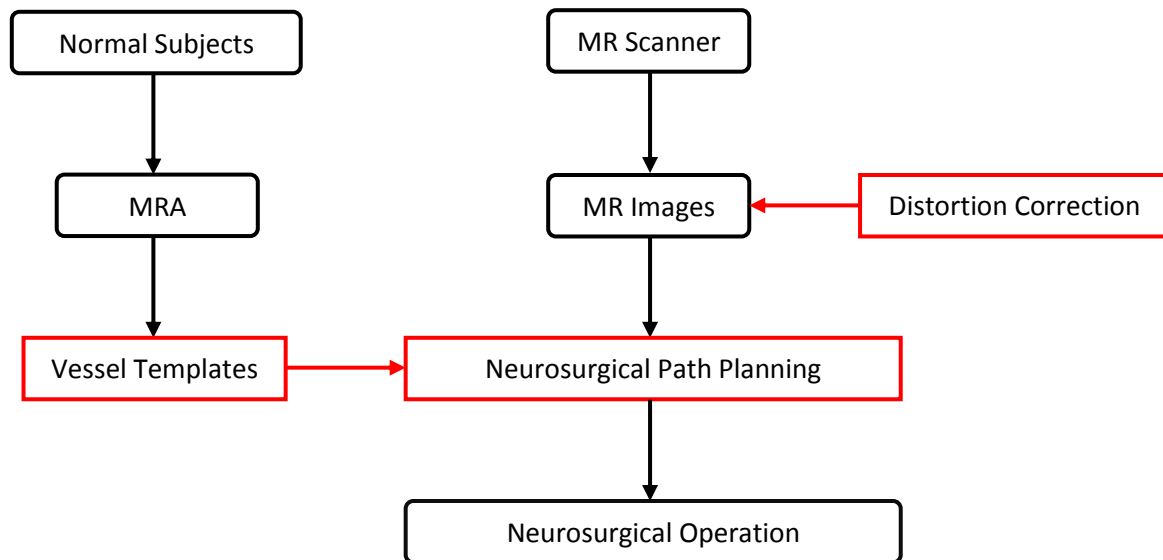 Normal Subjects
MR Scanner
MRA
MR Images
Distortion Correction
Vessel Templates
Neurosurgical Path Planning
Neurosurgical Operation